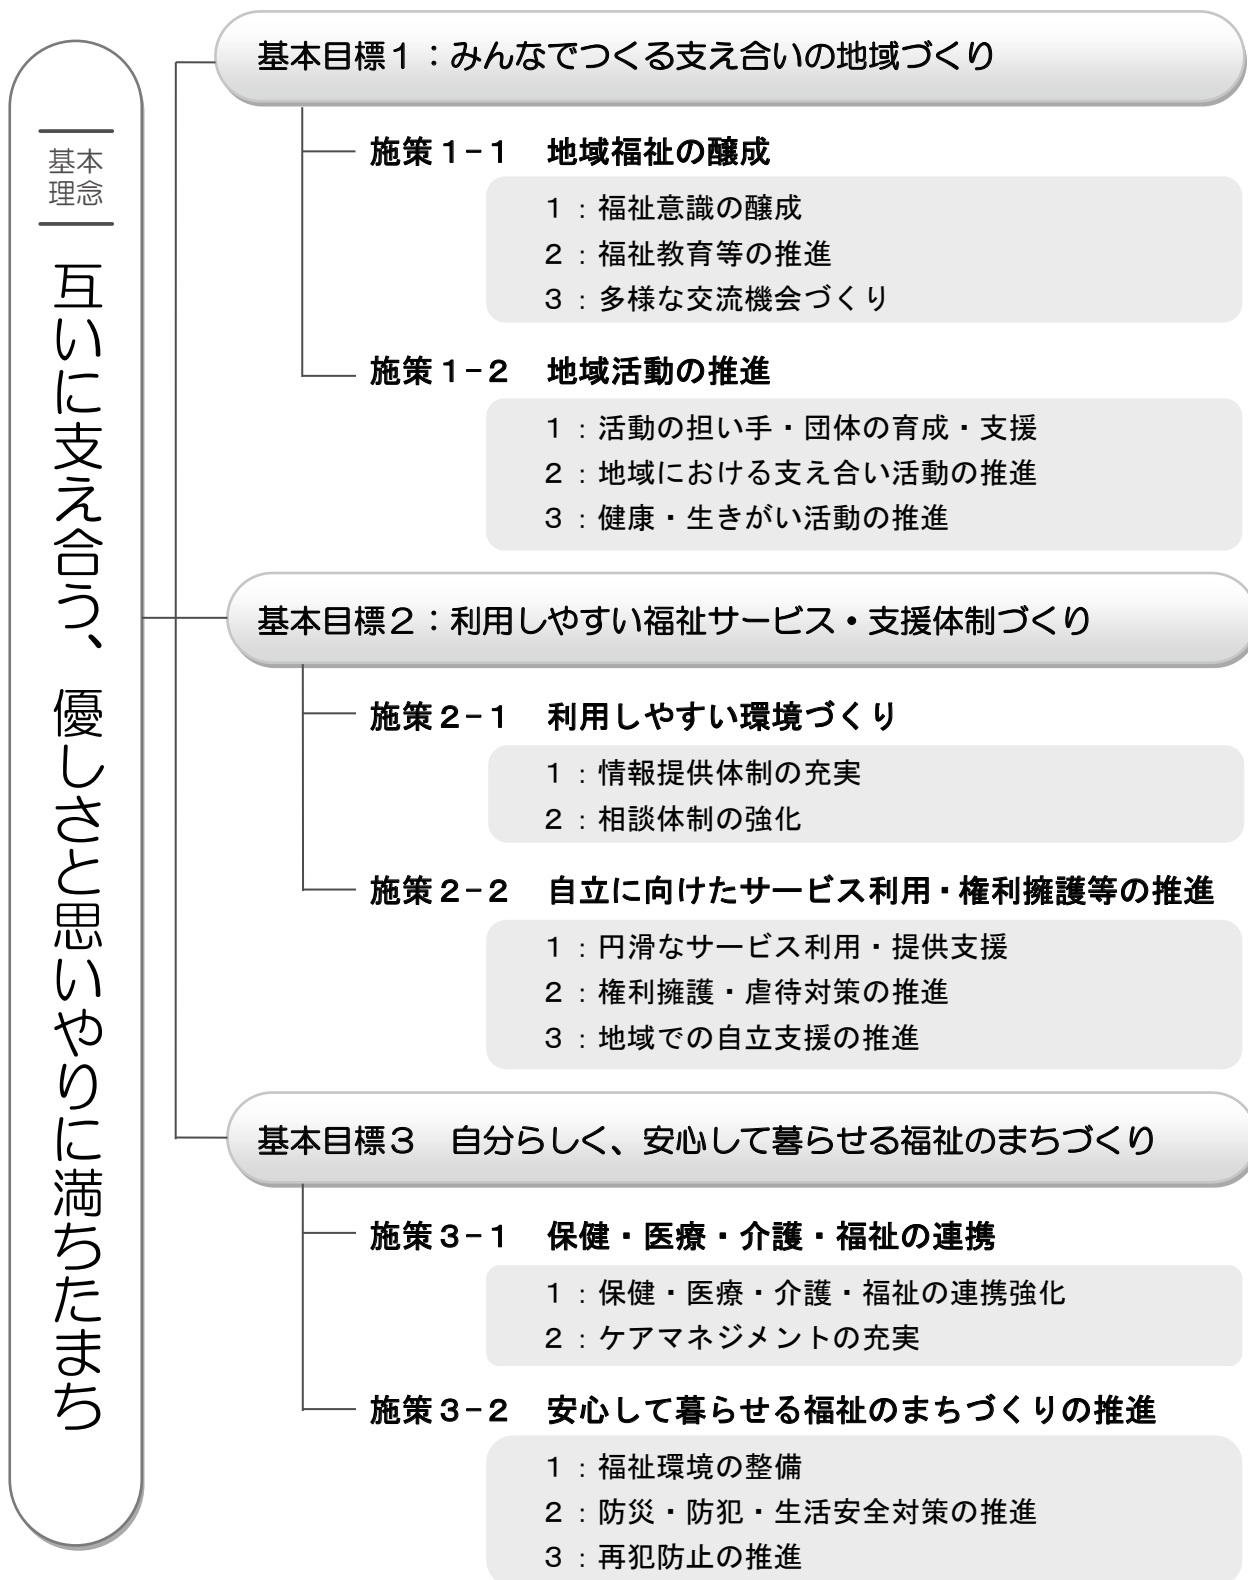 基本
理念
互いに支え合う、優しさと思いやりに満ちたまち
基本目標１：みんなでつくる支え合いの地域づくり
施策１-１　地域福祉の醸成
１：福祉意識の醸成
２：福祉教育等の推進
３：多様な交流機会づくり
施策１-２　地域活動の推進
１：活動の担い手・団体の育成・支援
２：地域における支え合い活動の推進
３：健康・生きがい活動の推進
基本目標２：利用しやすい福祉サービス・支援体制づくり
施策２-１　利用しやすい環境づくり
１：情報提供体制の充実
２：相談体制の強化
施策２-２　自立に向けたサービス利用・権利擁護等の推進
１：円滑なサービス利用・提供支援
２：権利擁護・虐待対策の推進
３：地域での自立支援の推進
基本目標３　自分らしく、安心して暮らせる福祉のまちづくり
施策３-１　保健・医療・介護・福祉の連携
１：保健・医療・介護・福祉の連携強化
２：ケアマネジメントの充実
施策３-２　安心して暮らせる福祉のまちづくりの推進
１：福祉環境の整備
２：防災・防犯・生活安全対策の推進
３：再犯防止の推進